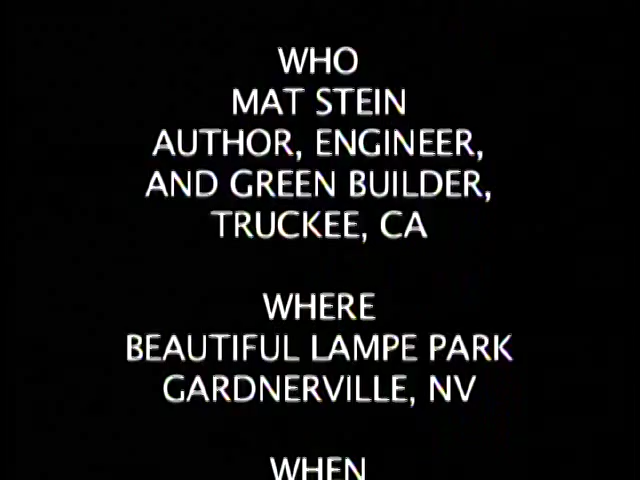 WHO
MAT STEIN
AUTHOR, ENGINEER,
AND GREEN BUILDER,
TRUCKEE, CA
WHERE
BEAUTIFUL LAMPE PARK
GARDNERVILLE, NV
WHEN